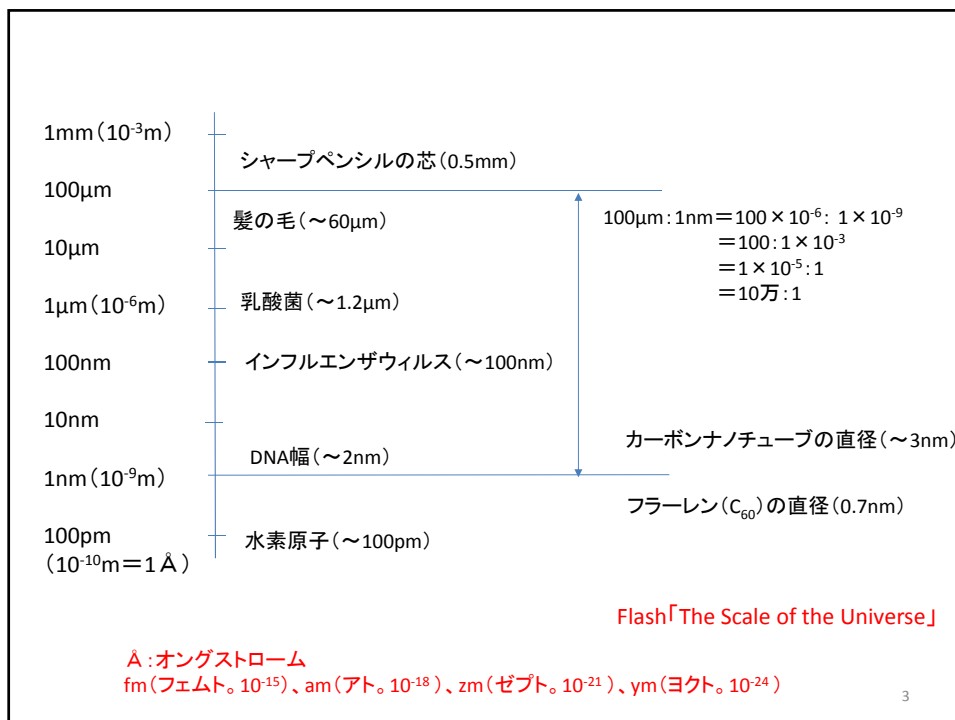 1mm（10⁻³m）
シャープペンシルの芯（0.5mm）
100μm
髪の毛（～60μm）
10μm
乳酸菌（～1.2μm）
1μm（10⁻⁶m）
インフルエンザウィルス（～100nm）
100nm
10nm
DNA幅（～2nm）
1nm（10⁻⁹m）
水素原子（～100pm）
100pm
（10⁻¹⁰m＝1Å）
100μm：1nm＝100×10⁻⁶：1×10⁻⁹
＝100：1×10⁻³
＝1×10⁻⁵：1
＝10万：1
カーボンナノチューブの直径（～3nm）
フラーレン（C₆₀）の直径（0.7nm）
Flash「The Scale of the Universe」
Å：オングストローム
fm（フェムト。10⁻¹⁵）、am（アト。10⁻¹⁸）、zm（ゼプト。10⁻²¹）、ym（ヨクト。10⁻²⁴）
3